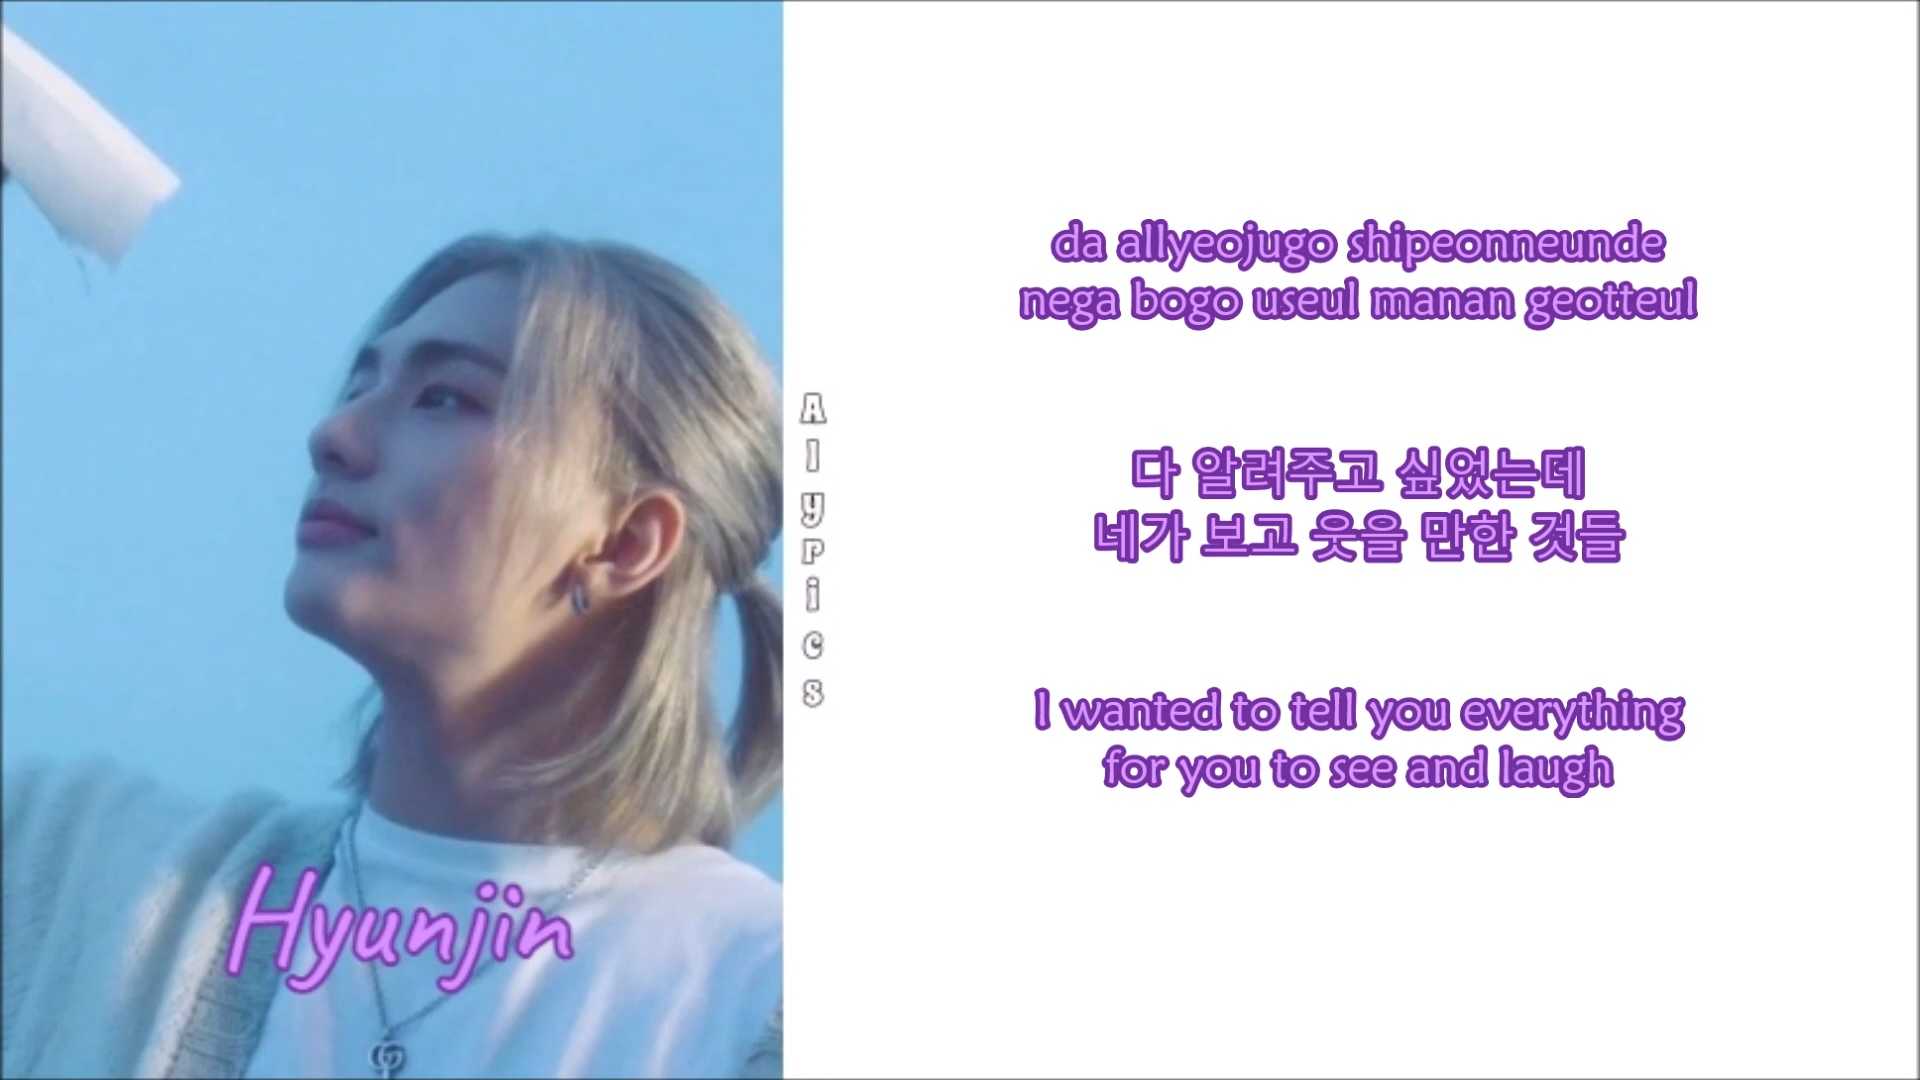 Hyunjin
Alypics
da allyeojugo shipeonneunde
nega bogo useul manan geotteul
다 알려주고 싶었는데
네가 보고 웃을 만한 것들
I wanted to tell you everything
for you to see and laugh